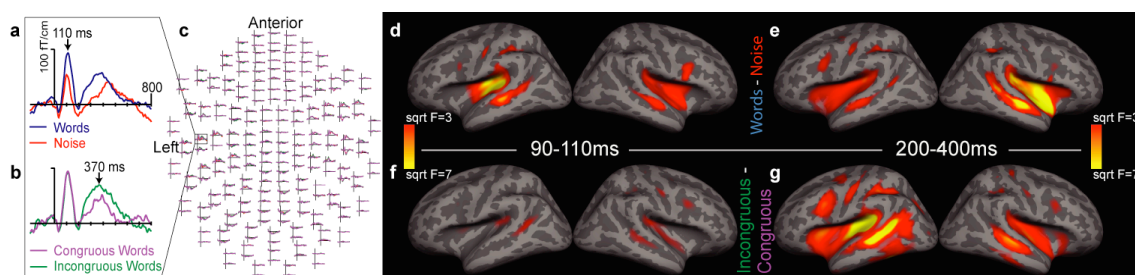 a
110 ms
100 fT/cm
800
Words
Noise
b
370 ms
Congruous Words
Incongruous Words
c
Anterior
Left
d
sqrt F=3
sqrt F=7
90-110ms
f
Words - Noise
Incongruous -
Congruous
e
sqrt F=3
sqrt F=7
200-400ms
g